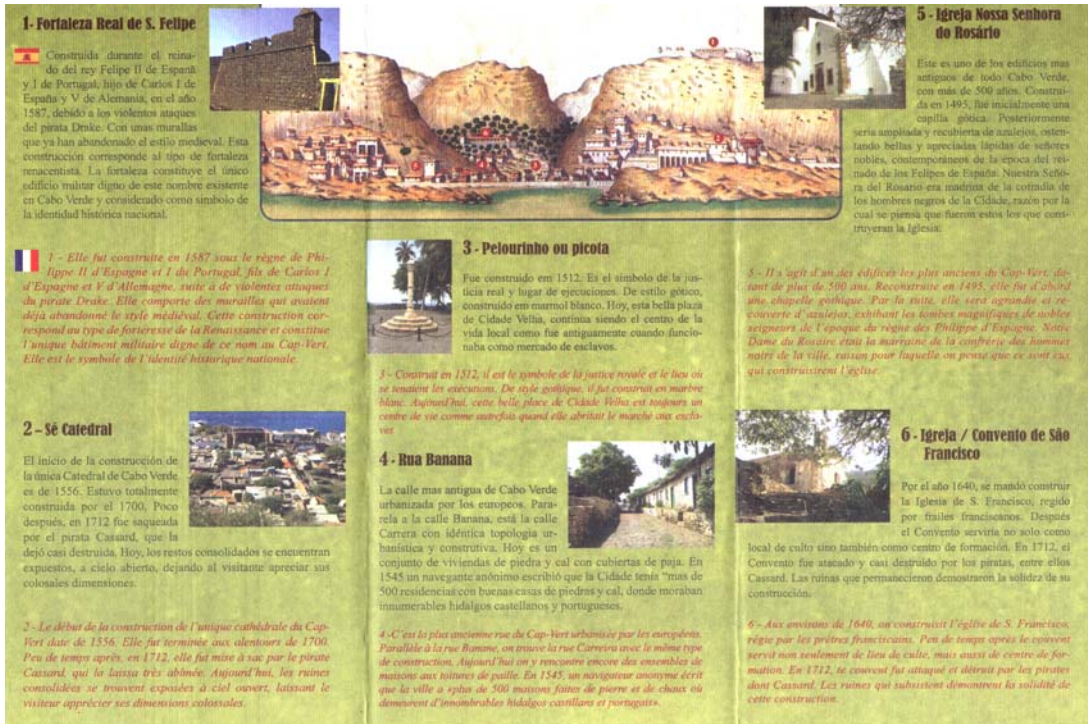 1- Fortaleza Real de S. Felipe
Construida durante el reina-
do del rey Felipe II de Espanã
y I de Portugal, hijo de Carlos I de
España y V de Alemania, en el año
1587, debido a los violentos ataques
del pirata Drake. Con unas murallas
que ya han abandonado el estilo medieval. Esta
construcción corresponde al tipo de fortaleza
renacentista. La fortaleza constituye el único
edificio militar digno de este nombre existente
en Cabo Verde y considerado como símbolo de
la identidad histórica nacional.
1 - Elle fut construite en 1587 sous le règne de Phi-
lippe II d'Espagne et I du Portugal, fils de Carlos I
d'Espagne et V d'Allemagne, suite à de violentes attaques
du pirate Drake. Elle comporte des murailles qui avaient
déjà abandonné le style médiéval. Cette construction cor-
respond au type de forteresse de la Renaissance et constitue
l'unique bâtiment militaire digne de ce nom au Cap-Vert.
Elle est le symbole de l'identité historique nationale.
2 – Sé Catedral
El inicio de la construcción de
la única Catedral de Cabo Verde
es de 1556. Estuvo totalmente
construida por el 1700. Poco
después, en 1712 fue saqueada
por el pirata Cassard, que la
dejó casi destruida. Hoy, los restos consolidados se encuentran
expuestos, a cielo abierto, dejando al visitante apreciar sus
colosales dimensiones.
2 - Le début de la construction de l'unique cathédrale du Cap-
Vert date de 1556. Elle fut terminée aux alentours de 1700.
Peu de temps après, en 1712, elle fut mise à sac par le pirate
Cassard, qui la laissa très abîmée. Aujourd'hui, les ruines
consolidées se trouvent exposées à ciel ouvert, laissant le
visiteur apprécier ses dimensions colossales.
3 - Pelourinho ou picota
Fue construido em 1512. Es el símbolo de la jus-
ticia real y lugar de ejecuciones. De estilo gótico,
construido em marmol blanco. Hoy, esta bella plaza
de Cidade Velha, continua siendo el centro de la
vida local como fue antiguamente cuando funcio-
naba como mercado de esclavos.
3 - Construit en 1512, il est le symbole de la justice royale et le lieu où
se tenaient les exécutions. De style gothique, il fut construit en marbre
blanc. Aujourd'hui, cette belle place de Cidade Velha est toujours un
centre de vie comme autrefois quand elle abritait le marché aux escla-
ves.
4 - Rua Banana
La calle mas antigua de Cabo Verde
urbanizada por los europeos. Para-
rela a la calle Banana, está la calle
Carrera con idéntica topologia ur-
banística y construtiva. Hoy es un
conjunto de viviendas de piedra y cal con cubiertas de paja. En
1545 un navegante anónimo escribió que la Cidade tenía "mas de
500 residencias con buenas casas de piedras y cal, donde moraban
innumerables hidalgos castellanos y portugueses.
4 -C'est la plus ancienne rue du Cap-Vert urbanisée par les européens.
Parallèle à la rue Banane, on trouve la rue Carreira avec le même type
de construction. Aujourd'hui on y rencontre encore des ensembles de
maisons aux toitures de paille. En 1545, un navigateur anonyme écrit
que la ville a «plus de 500 maisons faites de pierre et de chaux où
demeurent d'innombrables hidalgos castillans et portugais».
5 - Igreja Nossa Senhora
do Rosário
Este es uno de los edificios mas
antiguos de todo Cabo Verde,
con más de 500 años. Construi-
da en 1495, fue inicialmente una
capilla gótica. Posteriormente
seria ampliada y recubierta de azulejos, osten-
tando bellas y apreciadas lápidas de señores
nobles, contemporáneos de la época del rei-
nado de los Felipes de España. Nuestra Seño-
ra del Rosario era madrina de la cofradía de
los hombres negros de la Cidade, razón por la
cual se piensa que fueron estos los que cons-
truyeran la Iglesia.
5 - Il s'agit d'un des édifices les plus anciens du Cap-Vert, da-
tant de plus de 500 ans. Reconstruite en 1495, elle fut d'abord
une chapelle gothique. Par la suite, elle sera agrandie et re-
couverte d'azulejos, exhibant les tombes magnifiques de nobles
seigneurs de l'époque du règne des Philippe d'Espagne. Notre
Dame du Rosaire était la marraine de la confrérie des hommes
noirs de la ville, raison pour laquelle on pense que ce sont eux
qui construisirent l'église.
6 - Igreja / Convento de São
Francisco
Por el año 1640, se mandó construir
la Iglesia de S. Francisco, regido
por frailes franciscanos. Después
el Convento serviria no solo como
local de culto sino también como centro de formación. En 1712, el
Convento fue atacado y casi destruido por los piratas, entre ellos
Cassard. Las ruinas que permanecieron demostraron la solidez de su
construcción.
6 - Aux environs de 1640, on construisit l'église de S. Francisco,
régie par les prêtres franciscains. Peu de temps après le couvent
servit non seulement de lieu de culte, mais aussi de centre de for-
mation. En 1712, le couvent fut attaqué et détruit par les pirates
dont Cassard. Les ruines qui subsistent démontrent la solidité de
cette construction.